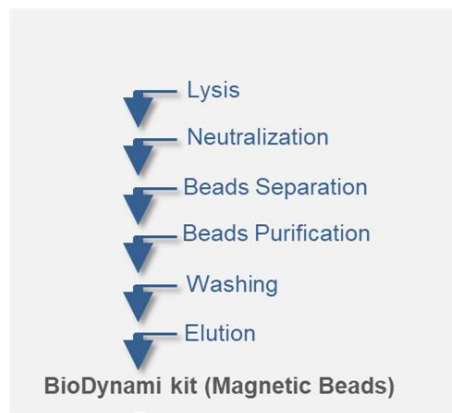 Lysis
Neutralization
Beads Separation
Beads Purification
Washing
Elution
BioDynami kit (Magnetic Beads)